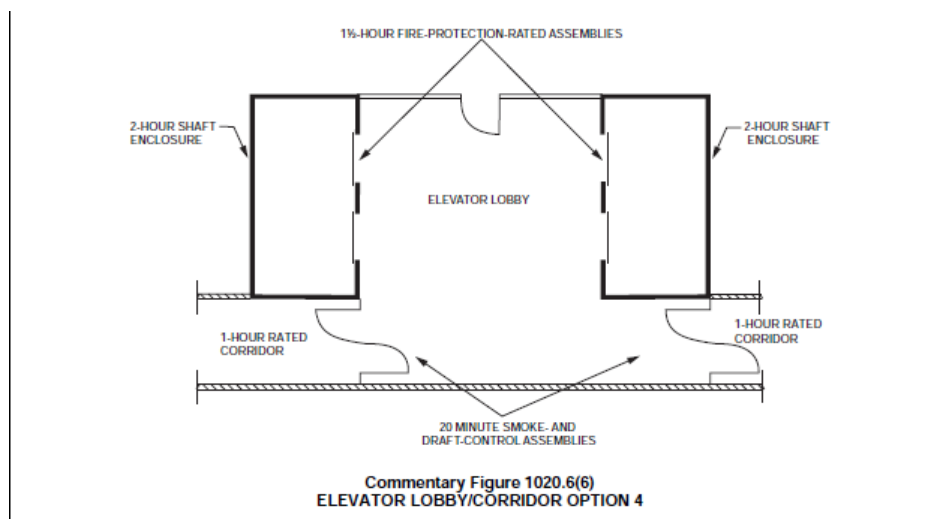 1½-HOUR FIRE-PROTECTION-RATED ASSEMBLIES
2-HOUR SHAFT
ENCLOSURE
2-HOUR SHAFT
ENCLOSURE
ELEVATOR LOBBY
1-HOUR RATED
CORRIDOR
1-HOUR RATED
CORRIDOR
20 MINUTE SMOKE- AND
DRAFT-CONTROL ASSEMBLIES
Commentary Figure 1020.6(6)
ELEVATOR LOBBY/CORRIDOR OPTION 4